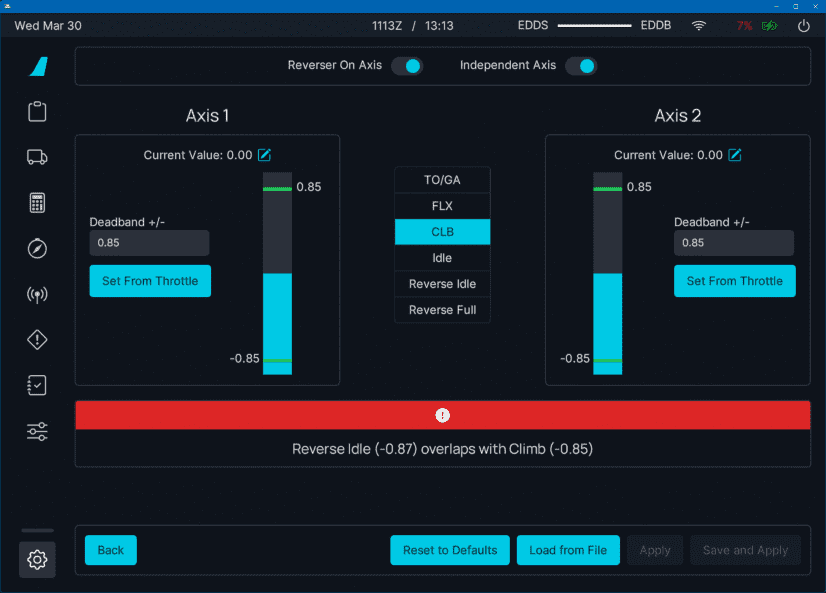 Wed Mar 30
1113Z / 13:13
EDDS EDDB
7%
Reverser On Axis
Independent Axis
Axis 1
Current Value: 0.00
0.85
Deadband +/-
0.85
Set From Throttle
-0.85
TO/GA
FLX
CLB
Idle
Reverse Idle
Reverse Full
Axis 2
Current Value: 0.00
0.85
Deadband +/-
0.85
Set From Throttle
-0.85
Reverse Idle (-0.87) overlaps with Climb (-0.85)
Back
Reset to Defaults
Load from File
Apply
Save and Apply